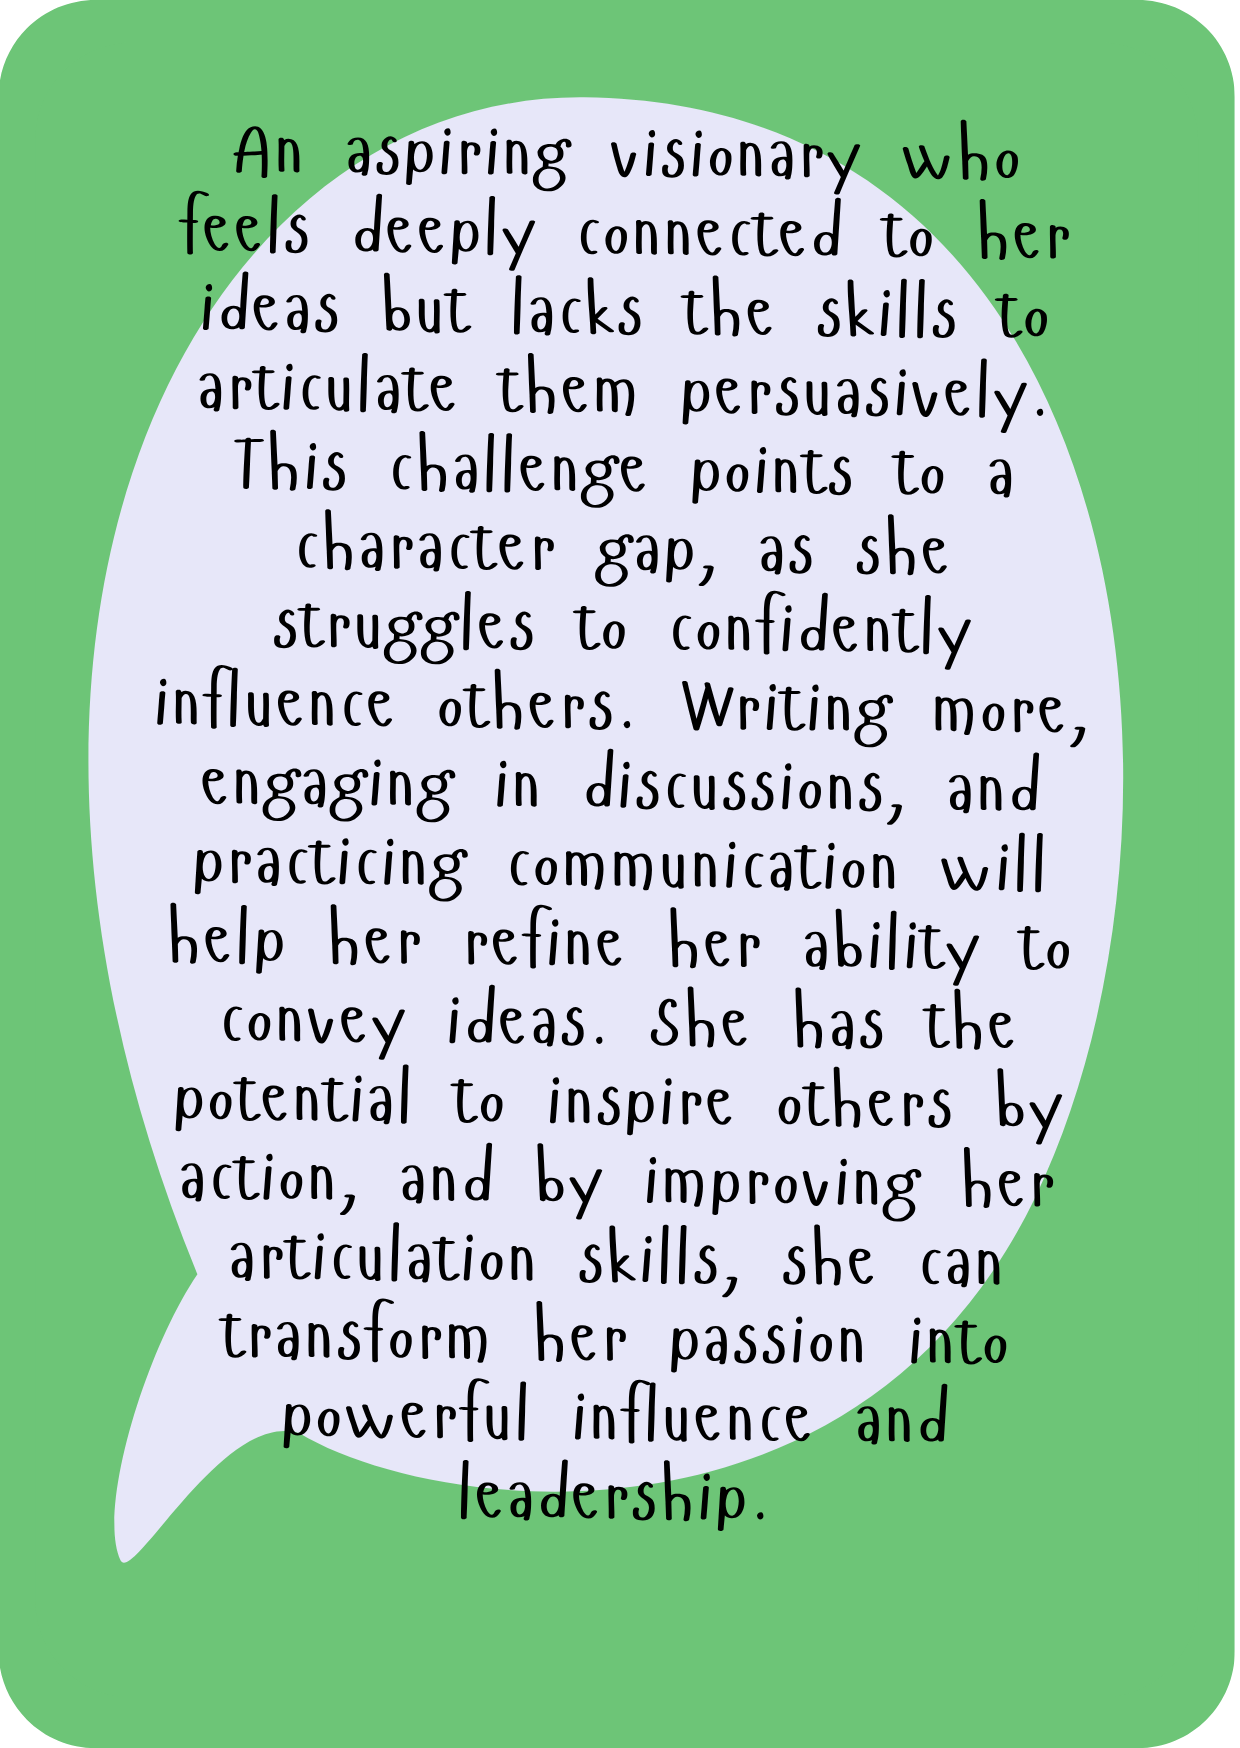 An aspiring visionary who
feels deeply connected to her
ideas but lacks the skills to
articulate them persuasively.
This challenge points to a
character gap, as she
struggles to confidently
influence others. Writing more,
engaging in discussions, and
practicing communication will
help her refine her ability to
convey ideas. She has the
potential to inspire others by
action, and by improving her
articulation skills, she can
transform her passion into
powerful influence and
leadership.